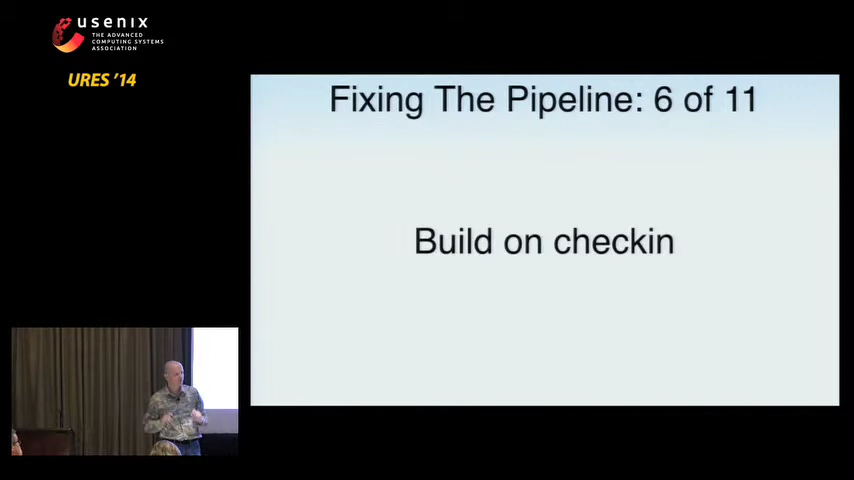 usenix
THE ADVANCED
COMPUTING SYSTEMS
ASSOCIATION
URES '14
Fixing The Pipeline: 6 of 11
Build on checkin